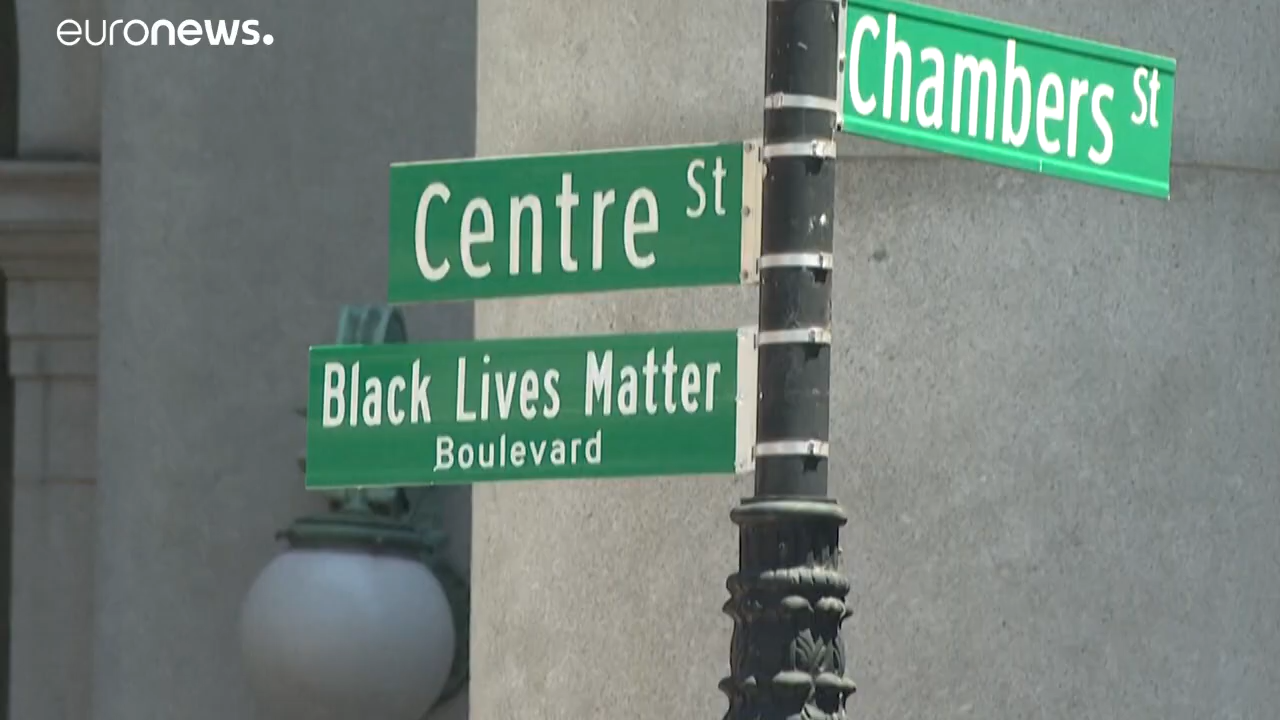 euronews.
Chambers St
Centre St
Black Lives Matter
Boulevard